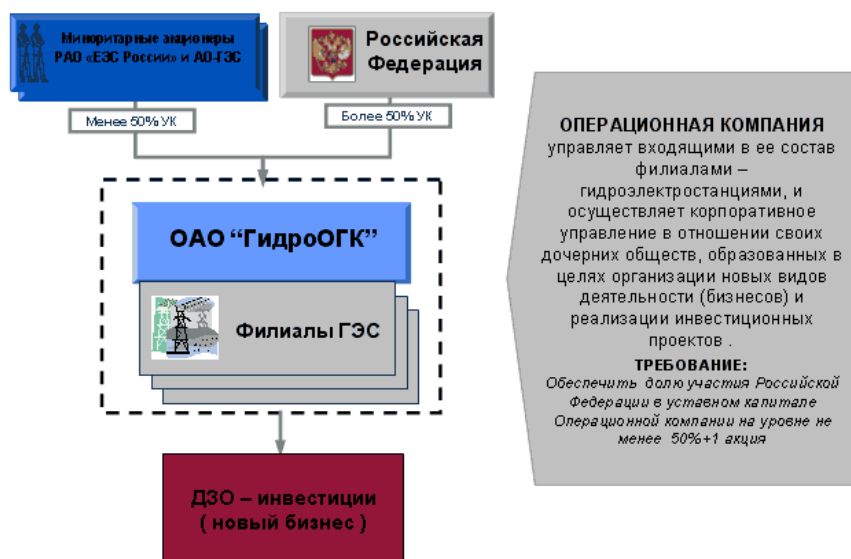 Миноритарные акционеры
РАО «ЕЭС России» и АО-ГЭС
Российская
Федерация
Менее 50% УК
Более 50% УК
ОАО “ГидроОГК”
Филиалы ГЭС
ДЗО – инвестиции
( новый бизнес )
ОПЕРАЦИОННАЯ КОМПАНИЯ
управляет входящими в ее состав
филиалами –
гидроэлектростанциями, и
осуществляет корпоративное
управление в отношении своих
дочерних обществ, образованных в
целях организации новых видов
деятельности (бизнесов) и
реализации инвестиционных
проектов .
ТРЕБОВАНИЕ:
Обеспечить долю участия Российской
Федерации в уставном капитале
Операционной компании на уровне не
менее 50%+1 акция